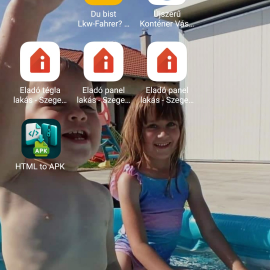 Du bist
Lkw-Fahrer? ...
Újszerű
Konténer Vás...
Eladó tégla
lakás - Szege...
Eladó panel
lakás - Szege...
Eladó panel
lakás - Szege...
</>
APK
HTML to APK